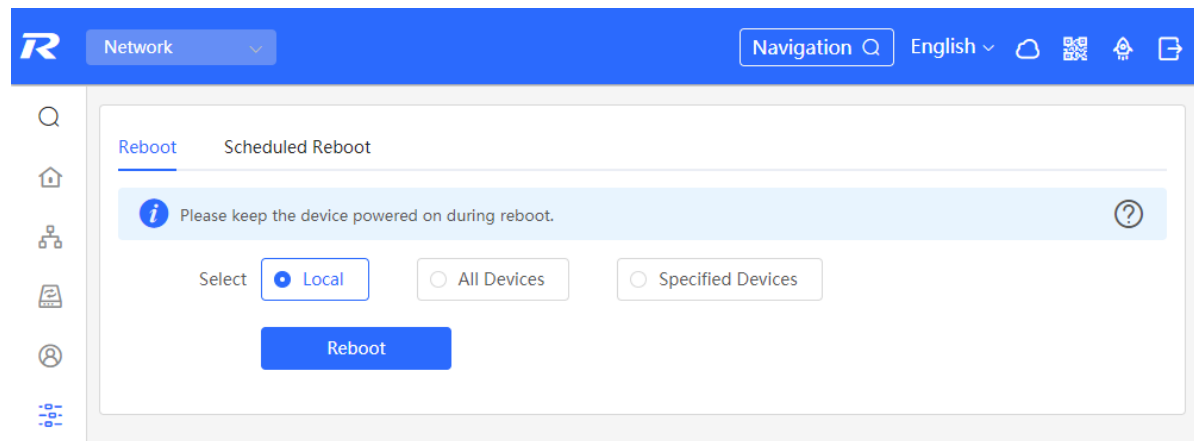 R
Network
Navigation
English
Reboot
Scheduled Reboot
i Please keep the device powered on during reboot. ?
Select
Local
All Devices
Specified Devices
Reboot